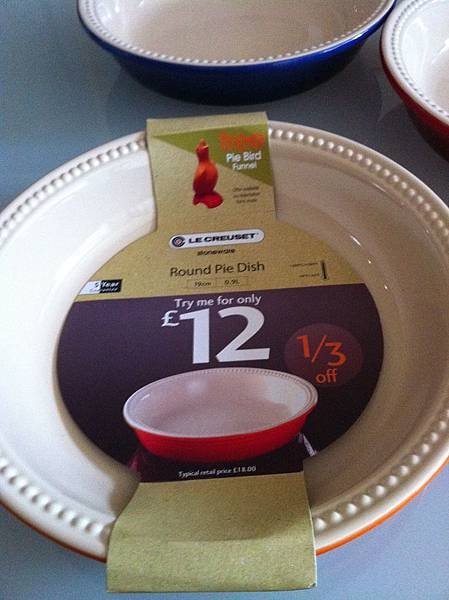 free
Pie Bird
Funnel
LE CREUSET
stoneware
Round Pie Dish
19cm 0.9L
5 Year
Try me for only
£12
1/3
off
Typical retail price £18.00